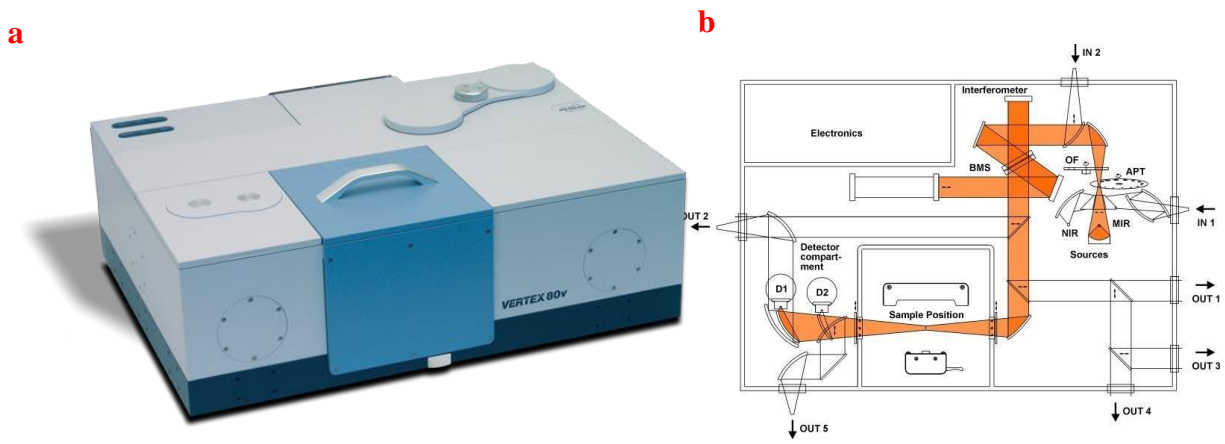 a
VERTEX 80v
b
IN 2
Interferometer
Electronics
BMS
OF
APT
OUT 2
NIR
MIR
IN 1
Sources
Detector
compart-
ment
D1
D2
OUT 1
Sample Position
OUT 3
OUT 4
OUT 5